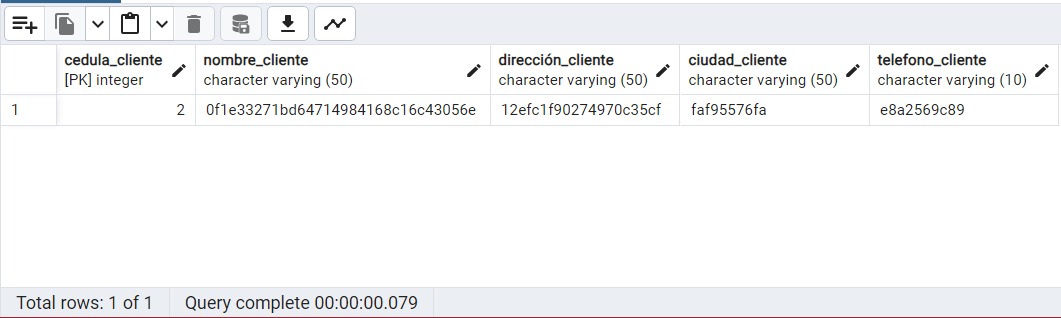 cedula_cliente nombre_cliente dirección_cliente ciudad_cliente telefono_cliente
[PK] integer character varying (50) character varying (50) character varying (50) character varying (10)
1 2 0f1e33271bd64714984168c16c43056e 12efc1f90274970c35cf faf95576fa e8a2569c89
Total rows: 1 of 1 Query complete 00:00:00.079